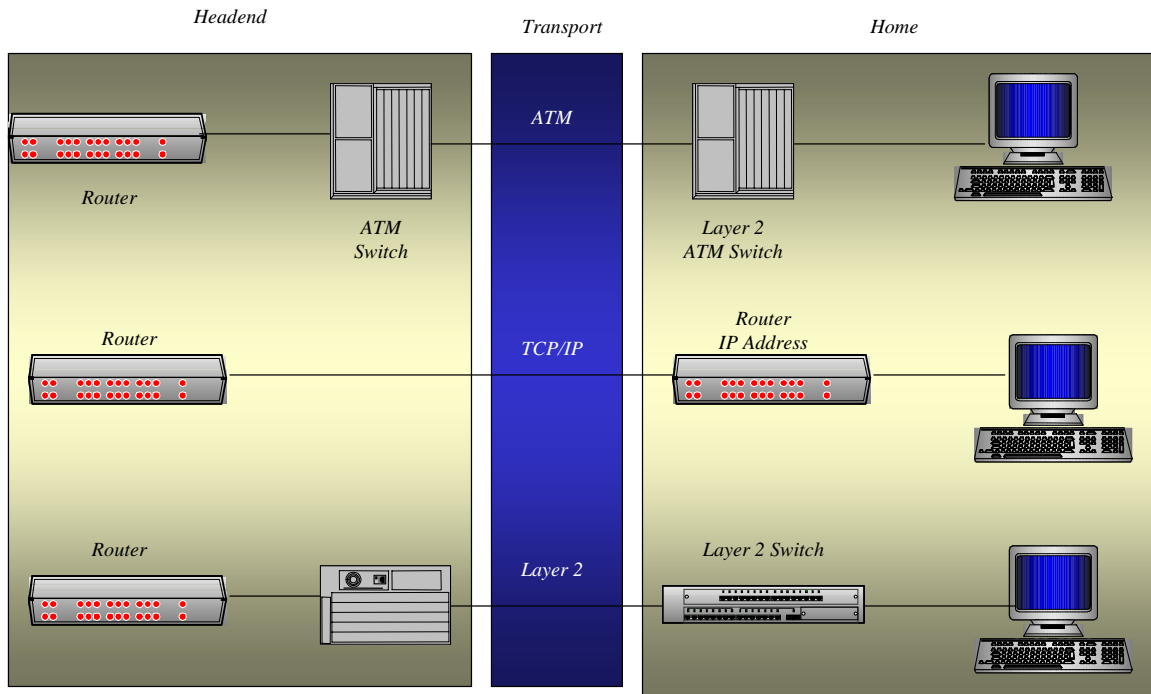 Headend
Transport
Home
ATM
Router
ATM
Switch
Layer 2
ATM Switch
Router
TCP/IP
Router
IP Address
Router
Layer 2
Layer 2 Switch